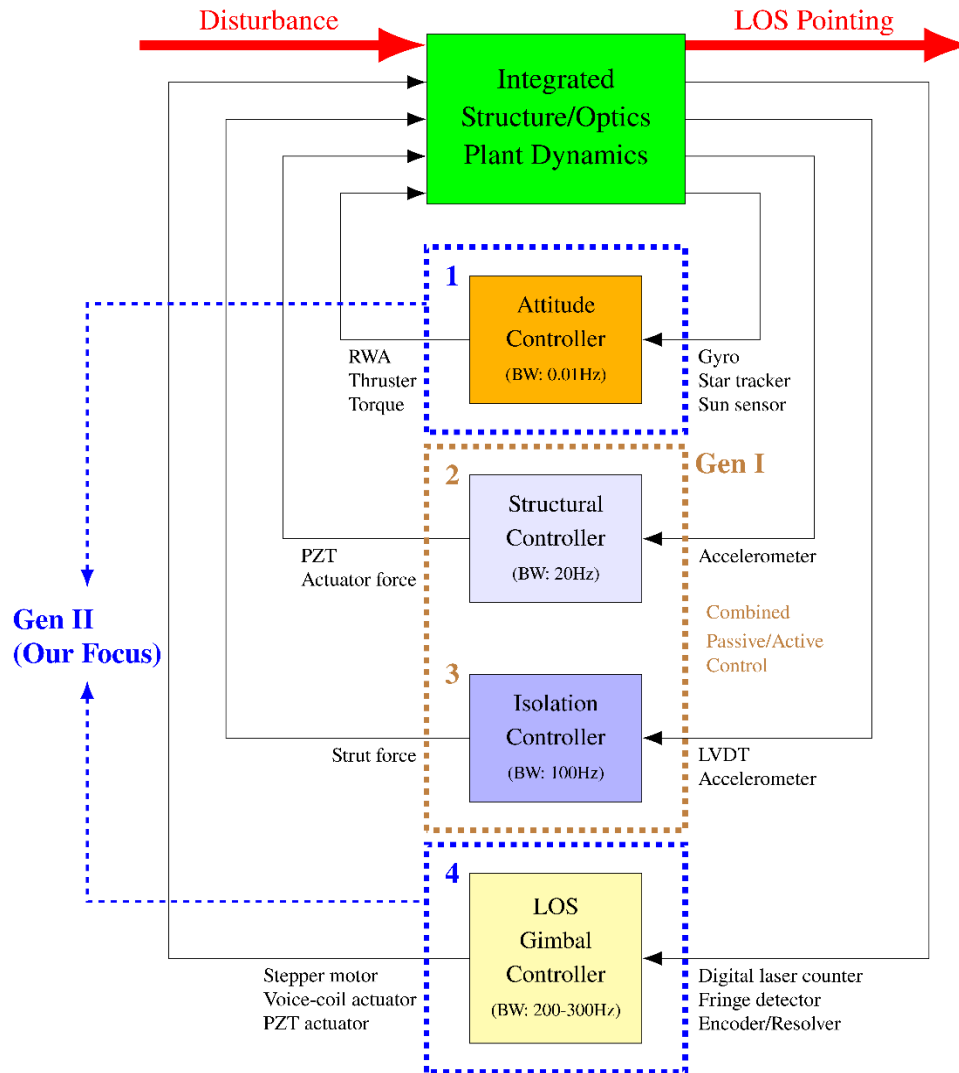 Disturbance
LOS Pointing
Integrated
Structure/Optics
Plant Dynamics
1
Attitude
Controller
(BW: 0.01Hz)
RWA
Thruster
Torque
Gyro
Star tracker
Sun sensor
Gen I
2
Structural
Controller
(BW: 20Hz)
PZT
Actuator force
Accelerometer
Gen II
(Our Focus)
Combined
Passive/Active
Control
3
Isolation
Controller
(BW: 100Hz)
Strut force
LVDT
Accelerometer
4
LOS
Gimbal
Controller
(BW: 200-300Hz)
Stepper motor
Voice-coil actuator
PZT actuator
Digital laser counter
Fringe detector
Encoder/Resolver